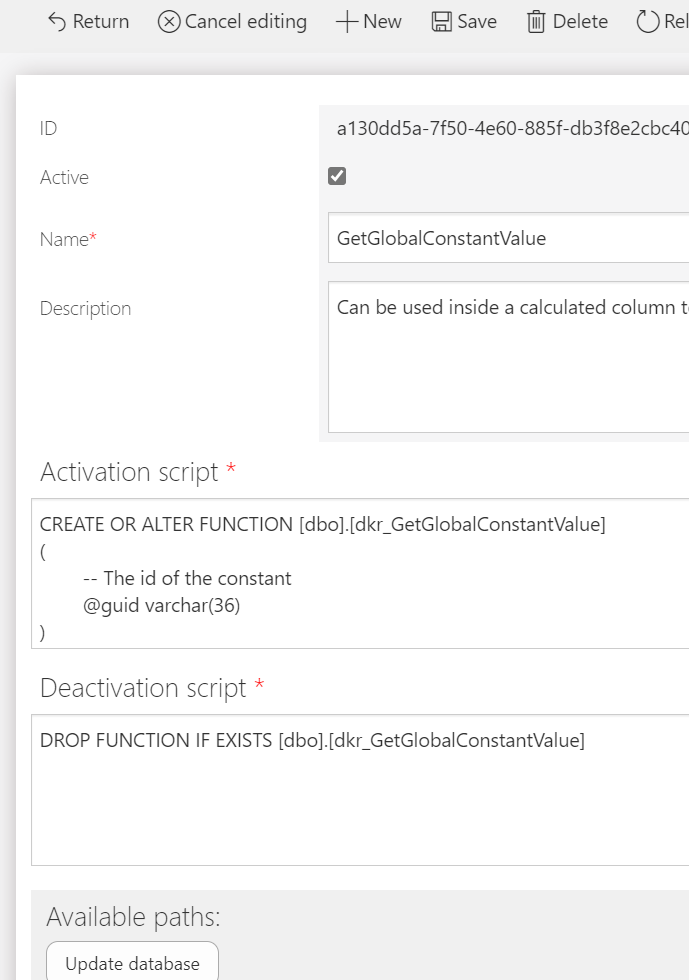 Return Cancel editing New Save Delete Rel
ID a130dd5a-7f50-4e60-885f-db3f8e2cbc40
Active
Name* GetGlobalConstantValue
Description Can be used inside a calculated column t
Activation script *
CREATE OR ALTER FUNCTION [dbo].[dkr_GetGlobalConstantValue]
(
-- The id of the constant
@guid varchar(36)
)
Deactivation script *
DROP FUNCTION IF EXISTS [dbo].[dkr_GetGlobalConstantValue]
Available paths:
Update database